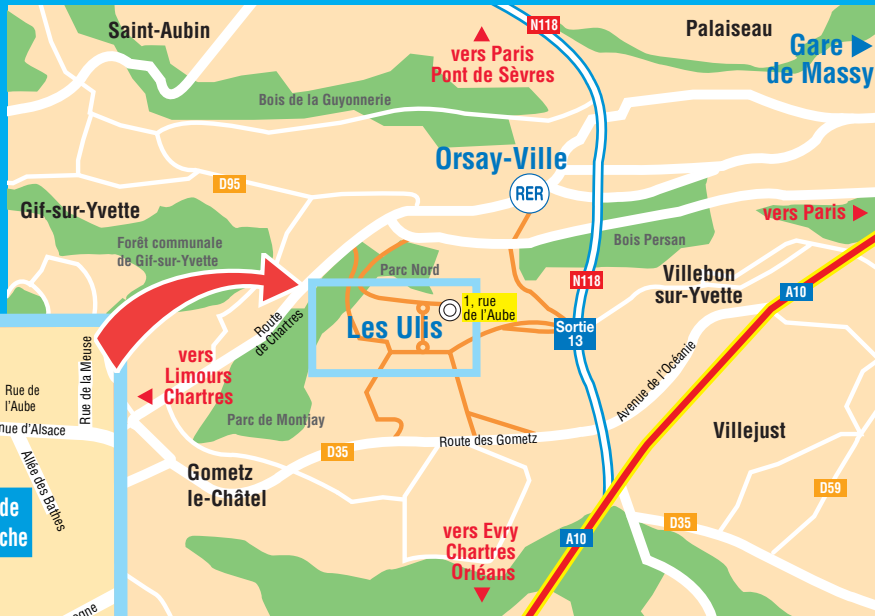 Saint-Aubin
N118
Palaiseau
vers Paris
Pont de Sèvres
Gare
de Massy
Bois de la Guyonnerie
Orsay-Ville
RER
D95
Gif-sur-Yvette
vers Paris
Forêt communale
de Gif-sur-Yvette
Bois Persan
Parc Nord
N118
Villebon
sur-Yvette
A10
1, rue
de l'Aube
Route
de Chartres
Les Ulis
Sortie
13
Rue de la Meuse
vers
Limours
Chartres
Avenue de l'Océanie
Rue de
l'Aube
Parc de Montjay
nue d'Alsace
Route des Gometz
Villejust
D35
Allée des Bathes
Gometz
le-Châtel
D59
de
che
D35
vers Evry
Chartres
Orléans
A10
gne